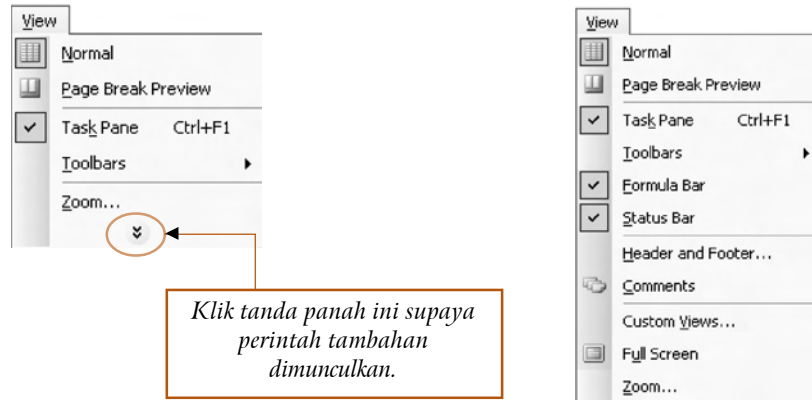 View
Normal
Page Break Preview
Task Pane Ctrl+F1
Toolbars
Zoom...
Klik tanda panah ini supaya
perintah tambahan
dimunculkan.
View
Normal
Page Break Preview
Task Pane Ctrl+F1
Toolbars
Formula Bar
Status Bar
Header and Footer...
Comments
Custom Views...
Full Screen
Zoom...